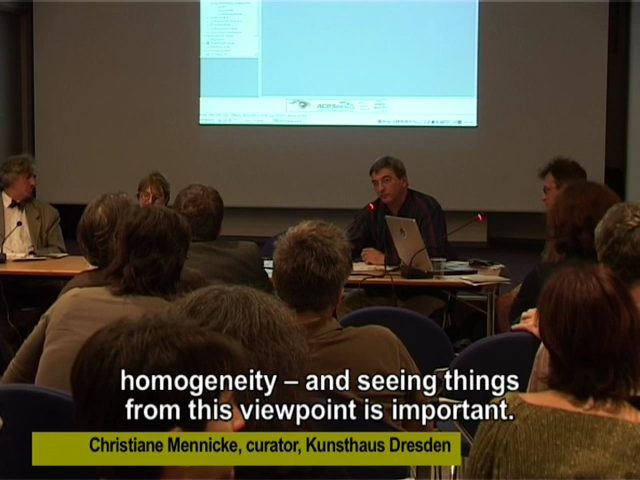 homogeneity – and seeing things
from this viewpoint is important.
Christiane Mennicke, curator, Kunsthaus Dresden